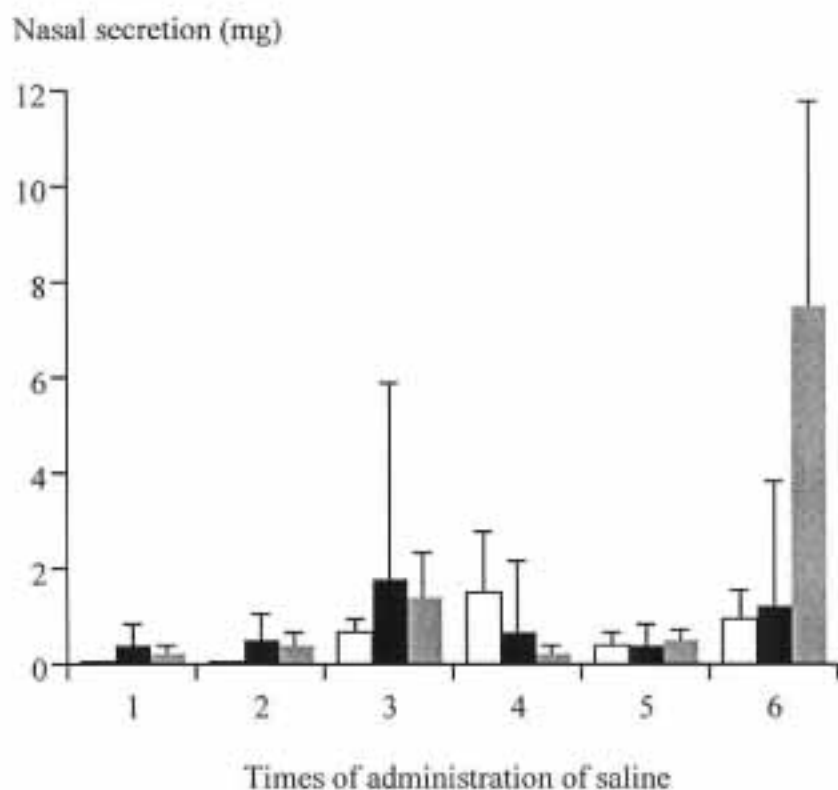 Nasal secretion (mg)
12
10
8
6
4
2
0
1 2 3 4 5 6
Times of administration of saline